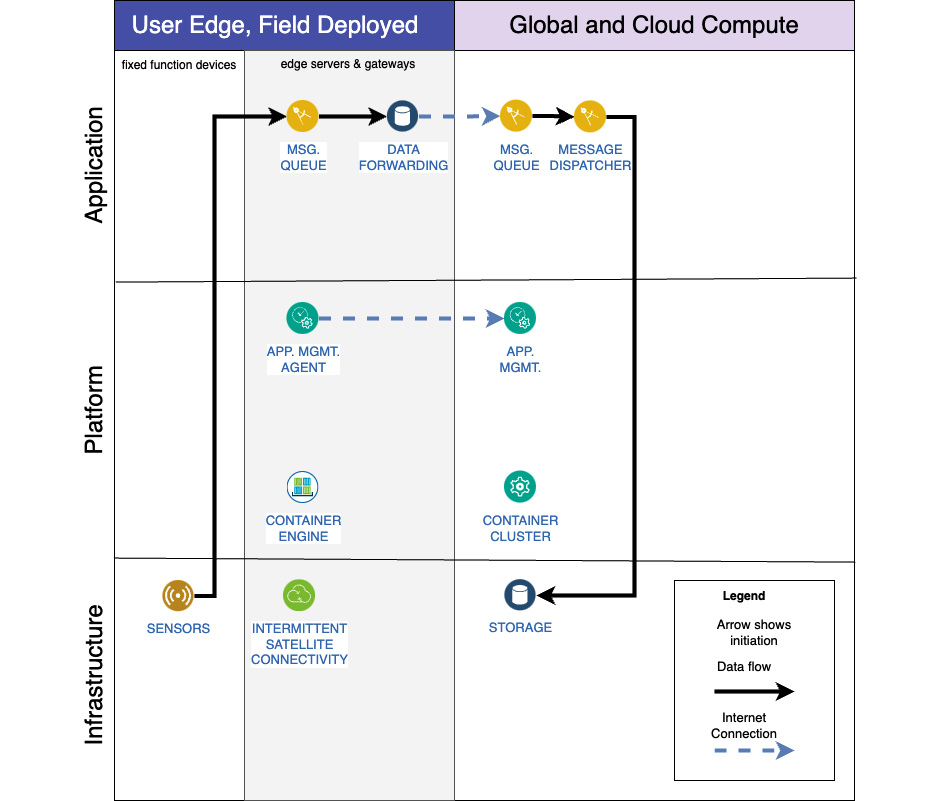 User Edge, Field Deployed
Global and Cloud Compute
fixed function devices
edge servers & gateways
Application
MSG.
QUEUE
DATA
FORWARDING
MSG.
QUEUE
MESSAGE
DISPATCHER
Platform
APP. MGMT.
AGENT
APP.
MGMT.
CONTAINER
ENGINE
CONTAINER
CLUSTER
Infrastructure
SENSORS
INTERMITTENT
SATELLITE
CONNECTIVITY
STORAGE
Legend
Arrow shows
initiation
Data flow
Internet
Connection